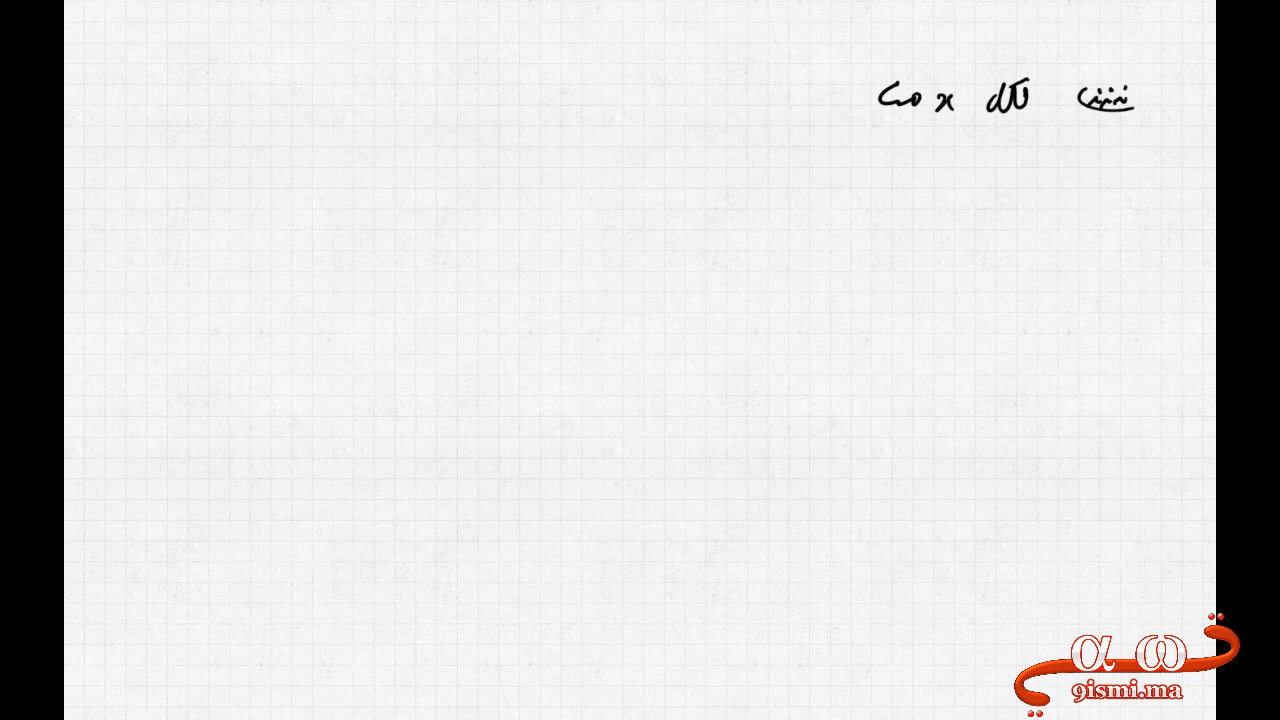 لكل x من
α ω
9ismi.ma